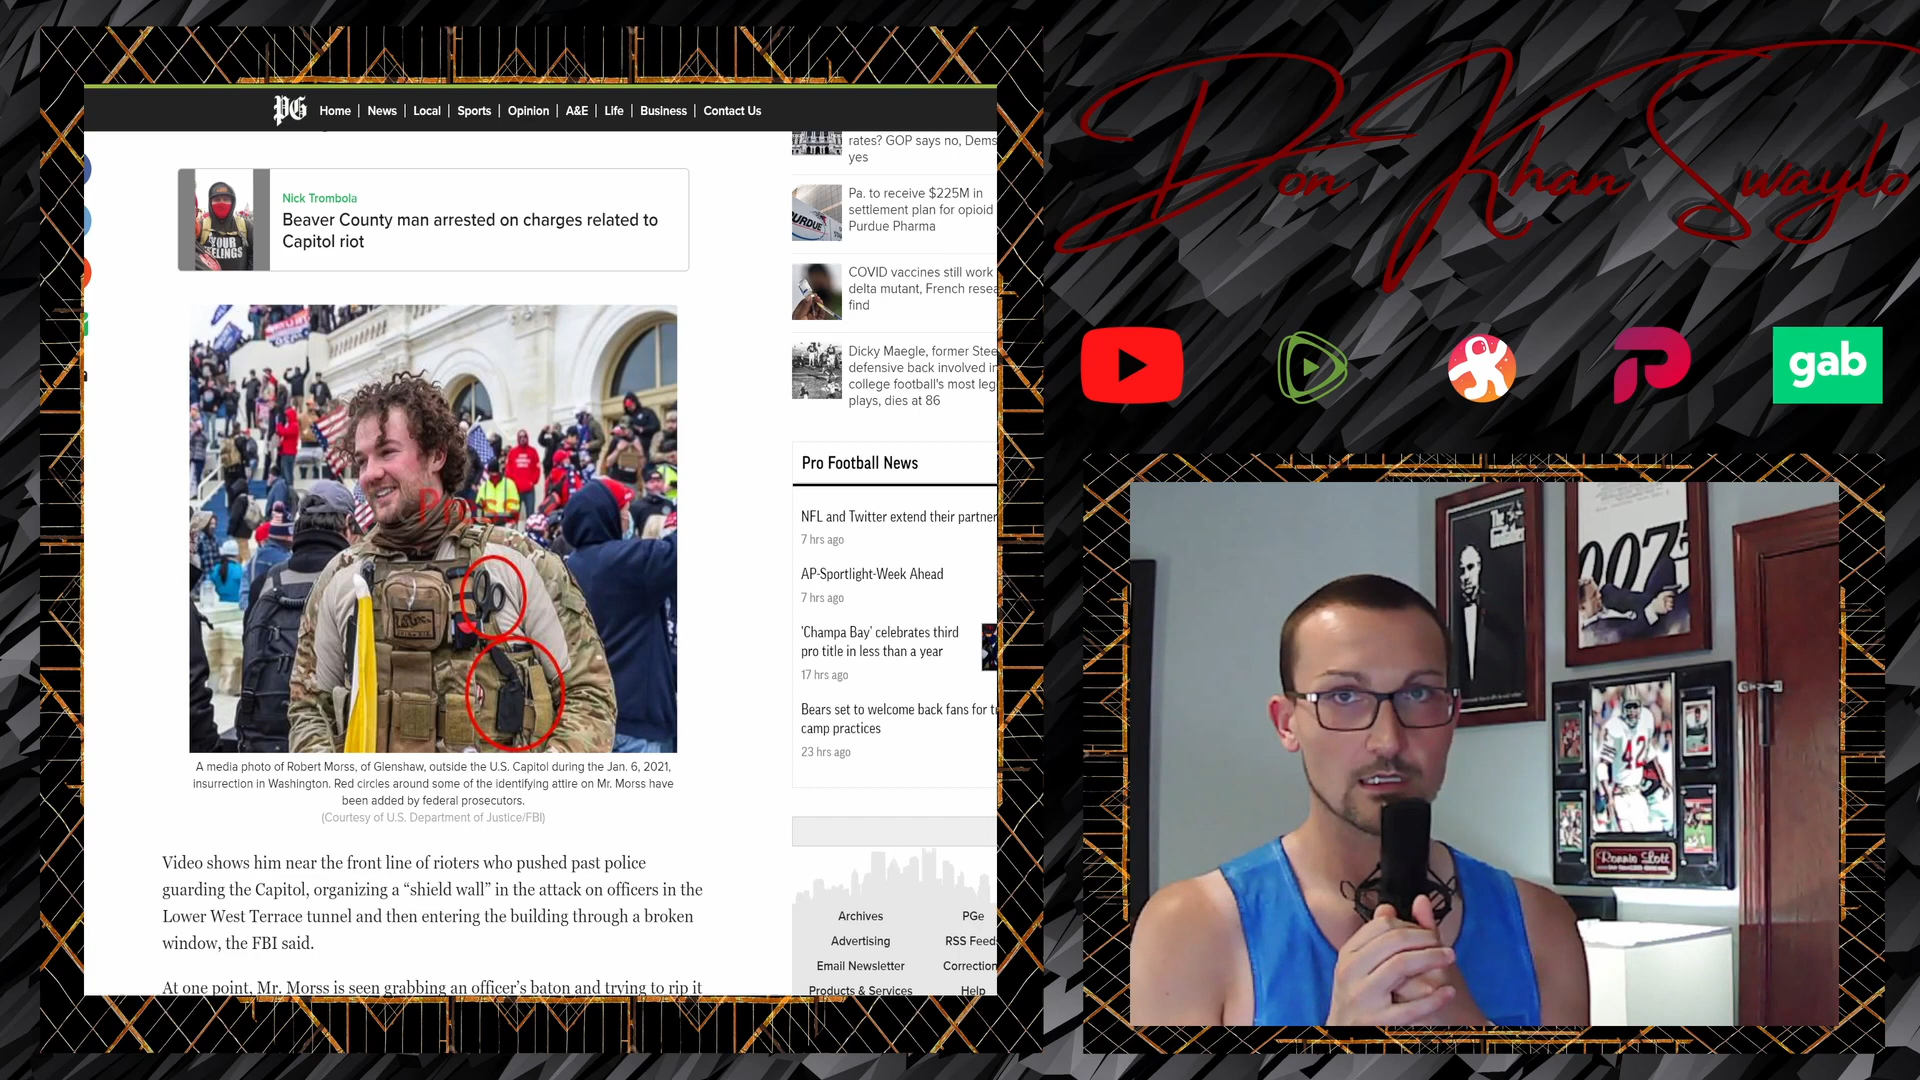 PG Home News Local Sports Opinion A&E Life Business Contact Us
Nick Trombola
Beaver County man arrested on charges related to
Capitol riot
YOUR
FEELINGS
Press
A media photo of Robert Morss, of Glenshaw, outside the U.S. Capitol during the Jan. 6, 2021,
insurrection in Washington. Red circles around some of the identifying attire on Mr. Morss have
been added by federal prosecutors.
(Courtesy of U.S. Department of Justice/FBI)
Video shows him near the front line of rioters who pushed past police
guarding the Capitol, organizing a “shield wall” in the attack on officers in the
Lower West Terrace tunnel and then entering the building through a broken
window, the FBI said.
At one point, Mr. Morss is seen grabbing an officer’s baton and trying to rip it
rates? GOP says no, Dems
yes
Pa. to receive $225M in
settlement plan for opioid
Purdue Pharma
COVID vaccines still work
delta mutant, French resea
find
Dicky Maegle, former Stee
defensive back involved in
college football's most leg
plays, dies at 86
Pro Football News
NFL and Twitter extend their partner
7 hrs ago
AP-Sportlight-Week Ahead
7 hrs ago
'Champa Bay' celebrates third
pro title in less than a year
17 hrs ago
Bears set to welcome back fans for t
camp practices
23 hrs ago
Archives PGe
Advertising RSS Feed
Email Newsletter Correction
Products & Services Help
Don Khan Swaylo
gab
007
42
Ronnie Lott